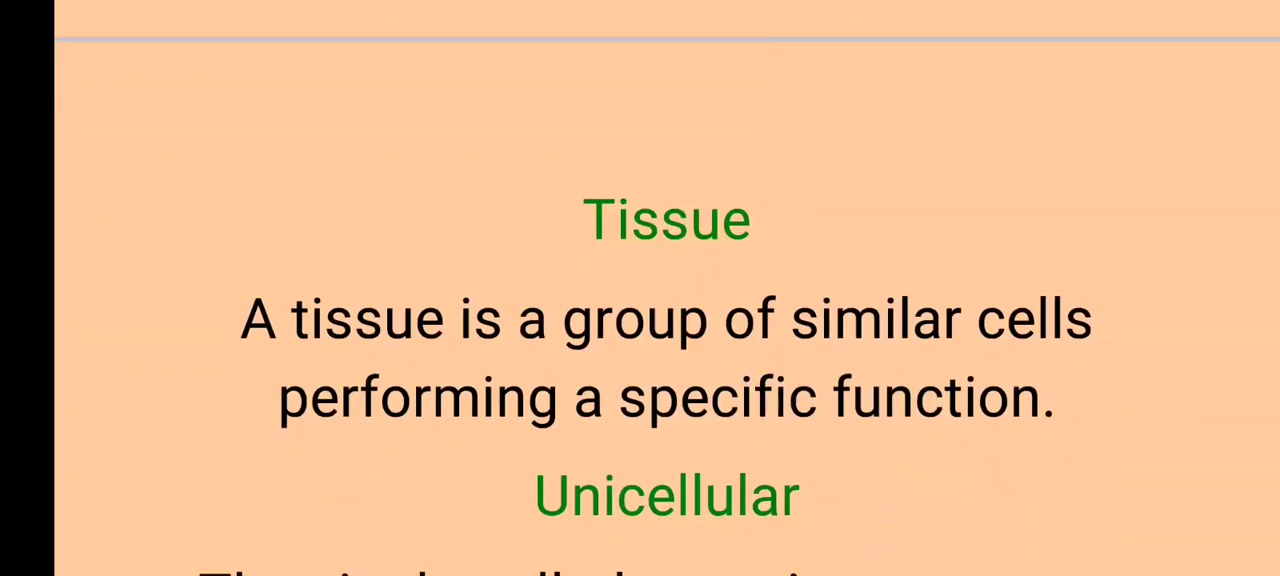 Tissue
A tissue is a group of similar cells
performing a specific function.
Unicellular